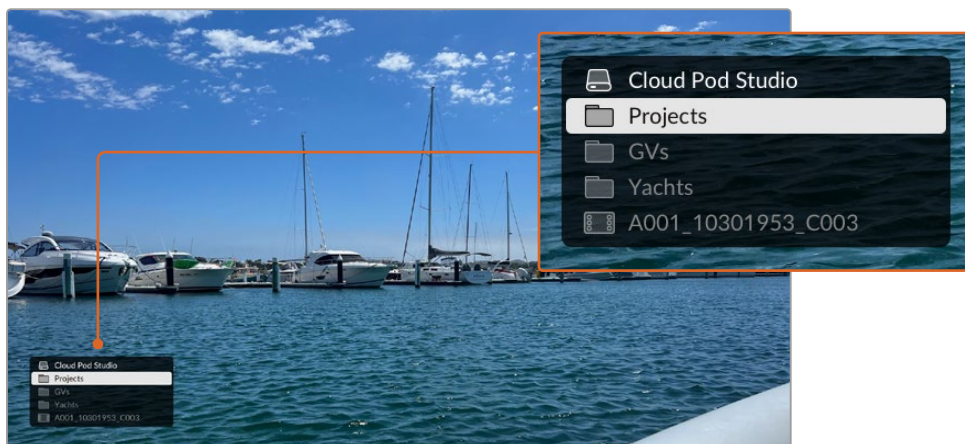 Cloud Pod Studio
Projects
GVs
Yachts
A001_10301953_C003
Cloud Pod Studio
Projects
GVs
Yachts
A001_10301953_C003